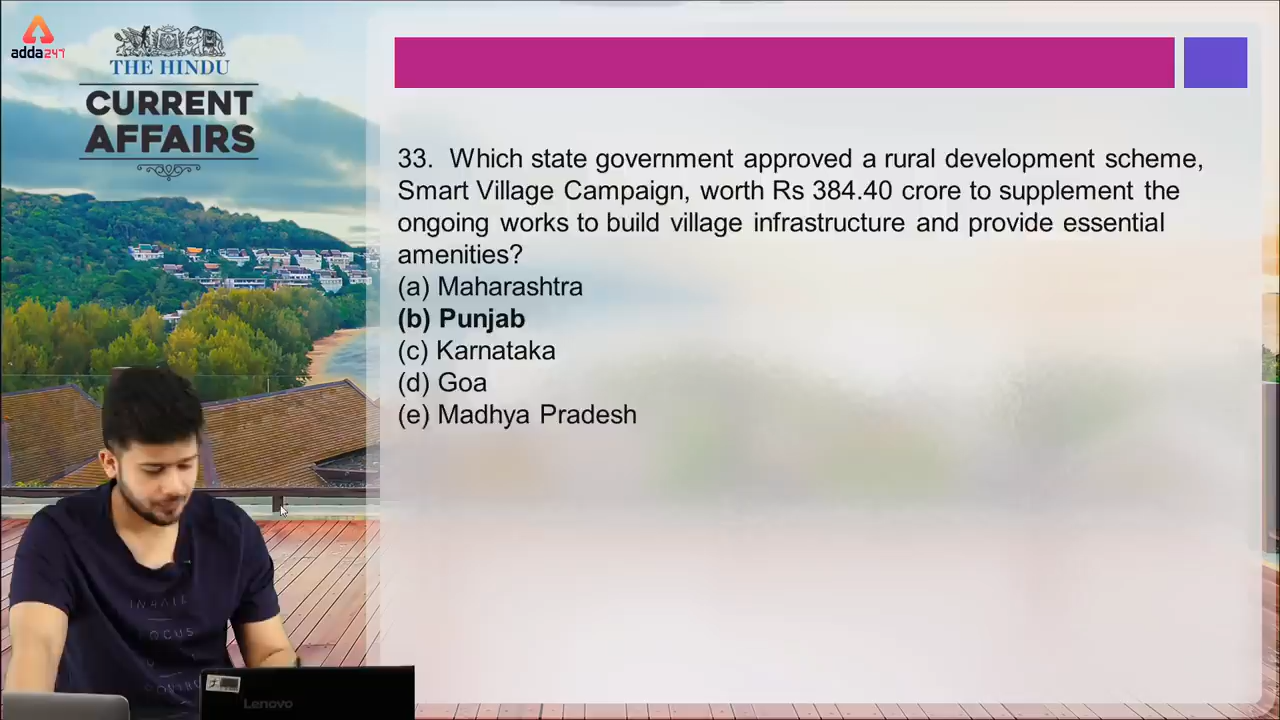 adda247
THE HINDU
CURRENT
AFFAIRS
33. Which state government approved a rural development scheme,
Smart Village Campaign, worth Rs 384.40 crore to supplement the
ongoing works to build village infrastructure and provide essential
amenities?
(a) Maharashtra
(b) Punjab
(c) Karnataka
(d) Goa
(e) Madhya Pradesh
INHALE
FOCUS
Lenovo